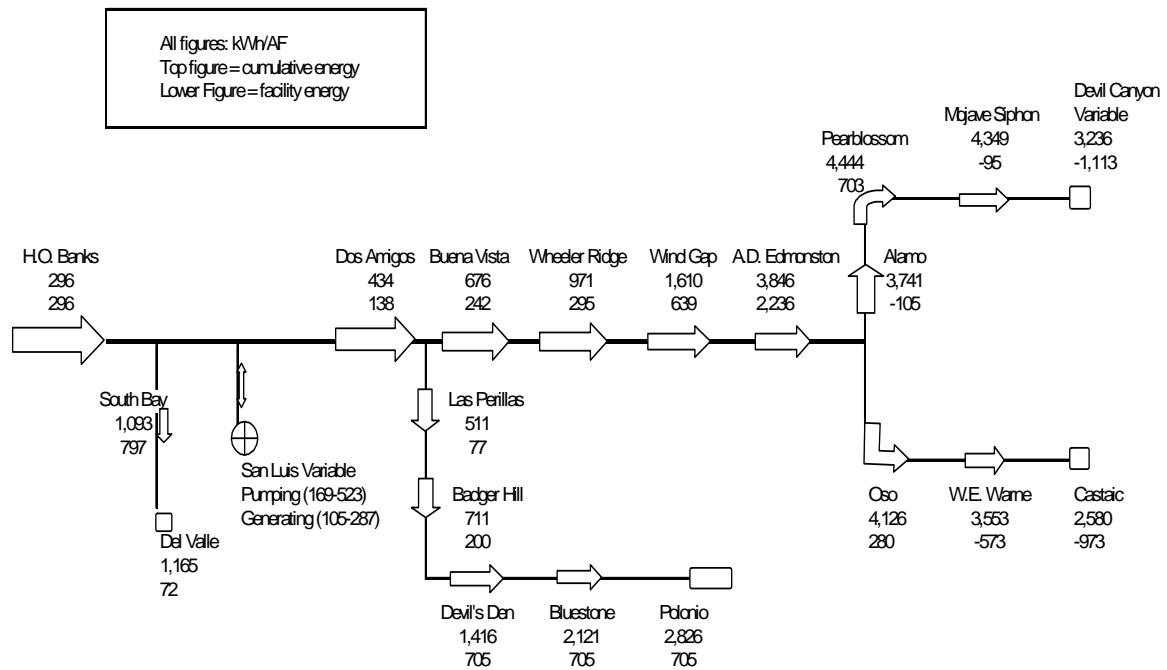 All figures: kWh/AF
Top figure = cumulative energy
Lower Figure = facility energy
Devil Canyon
Variable
3,236
-1,113
Mojave Siphon
4,349
-95
Pearblossom
4,444
703
H.O. Banks
296
296
Dos Amigos
434
138
Buena Vista
676
242
Wheeler Ridge
971
295
Wind Gap
1,610
639
A.D. Edmonston
3,846
2,236
Alamo
3,741
-105
South Bay
1,093
797
San Luis Variable
Pumping (169-523)
Generating (105-287)
Del Valle
1,165
72
Las Perillas
511
77
Badger Hill
711
200
Oso
4,126
280
W.E. Warne
3,553
-573
Castaic
2,580
-973
Devil's Den
1,416
705
Bluestone
2,121
705
Polonio
2,826
705